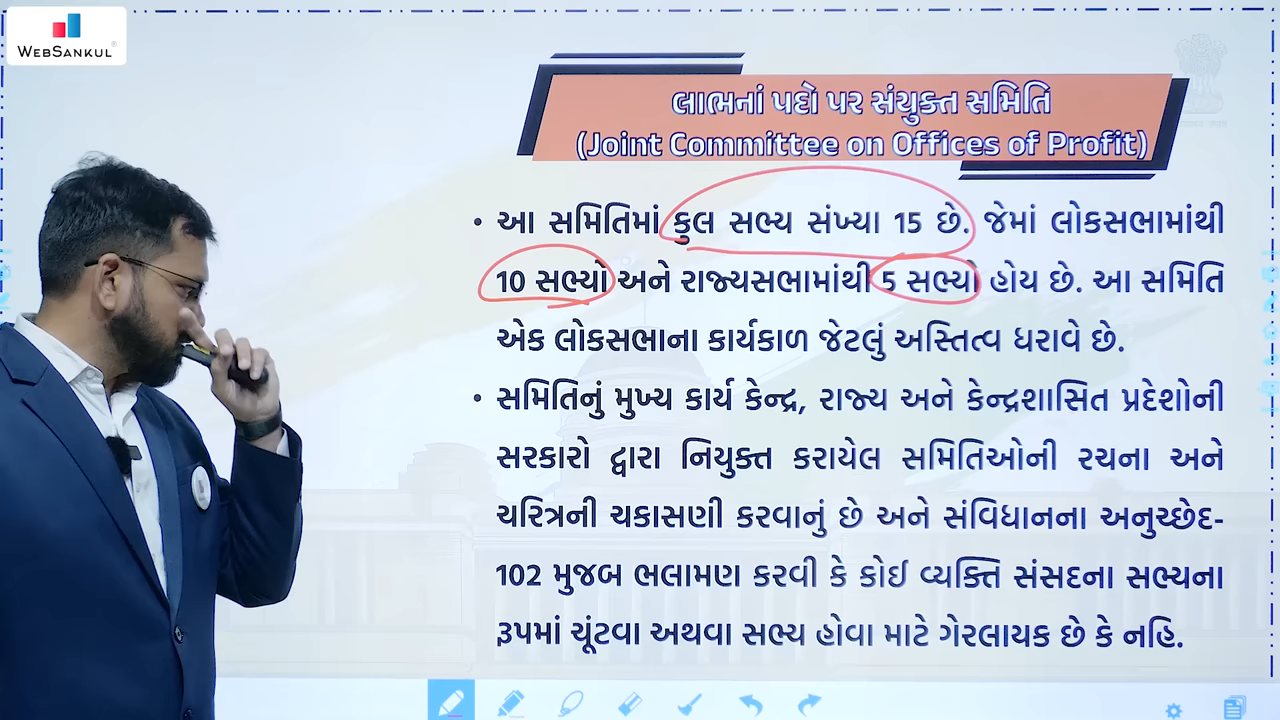 WEBSANKUL
લાભનાં પદો પર સંયુક્ત સમિતિ
(Joint Committee on Offices of Profit)
• આ સમિતિમાં કુલ સભ્ય સંખ્યા 15 છે. જેમાં લોકસભામાંથી
10 સભ્યો અને રાજ્યસભામાંથી 5 સભ્યો હોય છે. આ સમિતિ
એક લોકસભાના કાર્યકાળ જેટલું અસ્તિત્વ ધરાવે છે.
• સમિતિનું મુખ્ય કાર્ય કેન્દ્ર, રાજ્ય અને કેન્દ્રશાસિત પ્રદેશોની
સરકારો દ્વારા નિયુક્ત કરાયેલ સમિતિઓની રચના અને
ચરિત્રની ચકાસણી કરવાનું છે અને સંવિધાનના અનુચ્છેદ-
102 મુજબ ભલામણ કરવી કે કોઈ વ્યક્તિ સંસદના સભ્યના
રૂપમાં ચૂંટવા અથવા સભ્ય હોવા માટે ગેરલાયક છે કે નહિ.